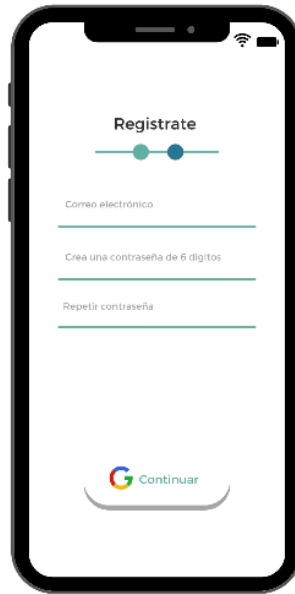 Registrate
Correo electrónico
Crea una contraseña de 6 digitos
Repetir contraseña
Continuar